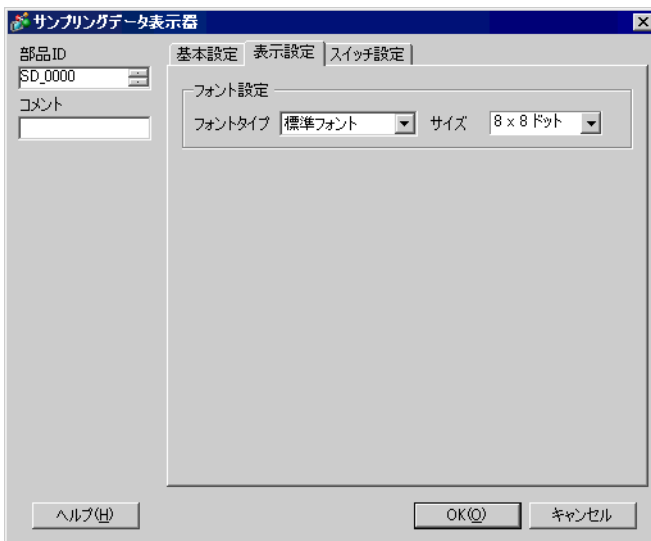 サンプリングデータ表示器
部品ID
SD_0000
コメント
基本設定 表示設定 スイッチ設定
フォント設定
フォントタイプ 標準フォント サイズ 8 x 8 ドット
ヘルプ(H) OK(O) キャンセル